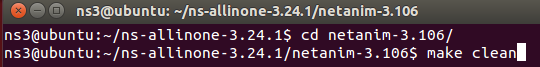 ns3@ubuntu: ~/ns-allinone-3.24.1/netanim-3.106
ns3@ubuntu:~/ns-allinone-3.24.1$ cd netanim-3.106/
ns3@ubuntu:~/ns-allinone-3.24.1/netanim-3.106$ make clean